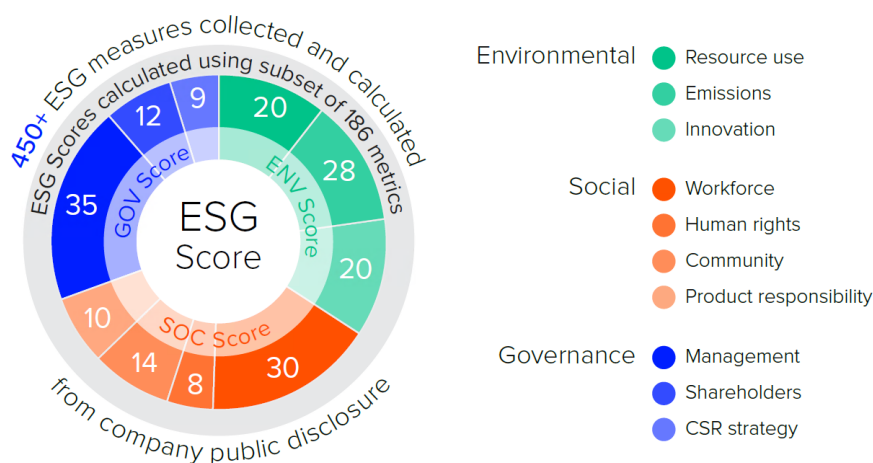 450+ ESG measures collected and calculated
ESG Scores calculated using subset of 186 metrics
9
12
20
28
35
GOV Score
ENV Score
ESG
Score
20
10
SOC Score
14
8
30
from company public disclosure
Environmental
Resource use
Emissions
Innovation
Social
Workforce
Human rights
Community
Product responsibility
Governance
Management
Shareholders
CSR strategy